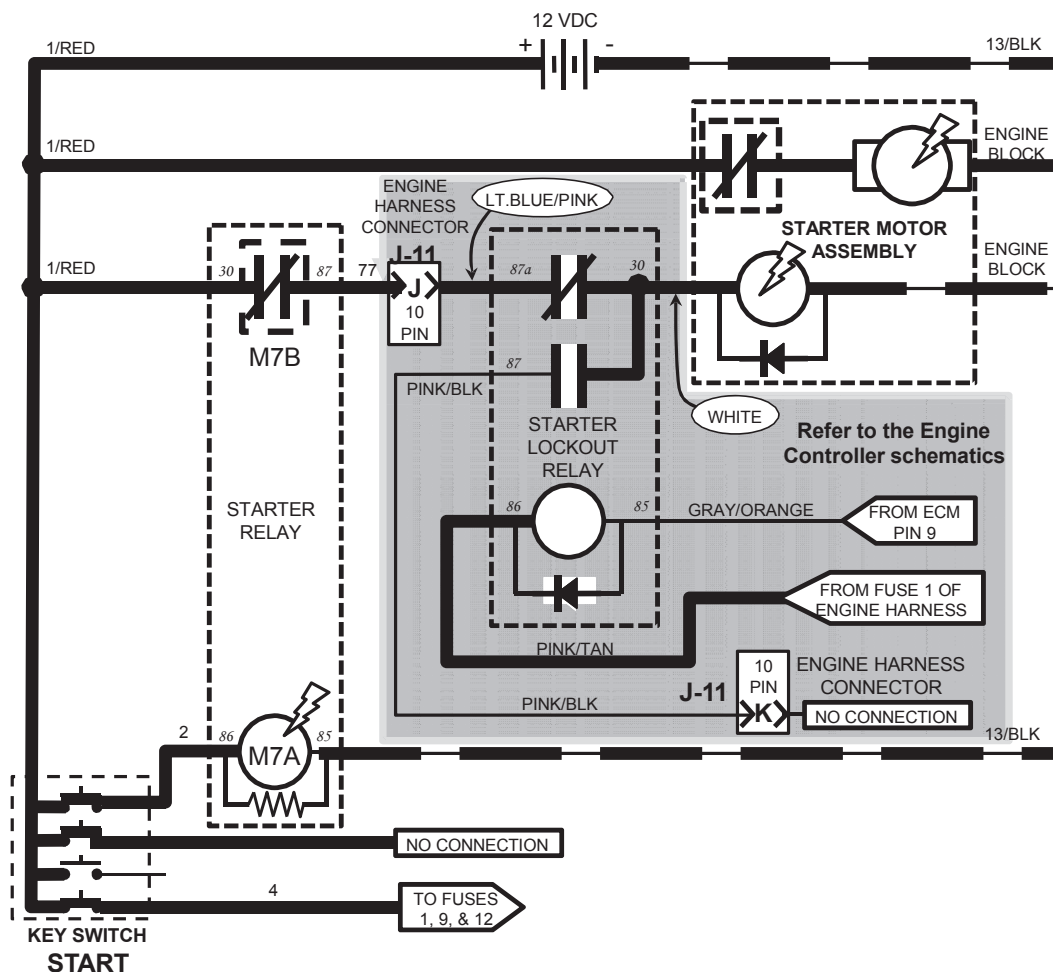 12 VDC
+ -
1/RED
13/BLK
1/RED
ENGINE
BLOCK
ENGINE
HARNESS
CONNECTOR
LT.BLUE/PINK
STARTER MOTOR
ASSEMBLY
ENGINE
BLOCK
1/RED
30
87
77
J-11
J
10
PIN
87a
30
M7B
87
PINK/BLK
WHITE
STARTER
LOCKOUT
RELAY
Refer to the Engine
Controller schematics
STARTER
RELAY
86
85
GRAY/ORANGE
FROM ECM
PIN 9
FROM FUSE 1 OF
ENGINE HARNESS
PINK/TAN
10
PIN
K
J-11
ENGINE HARNESS
CONNECTOR
PINK/BLK
NO CONNECTION
2
86
M7A
85
13/BLK
NO CONNECTION
4
TO FUSES
1, 9, & 12
KEY SWITCH
START